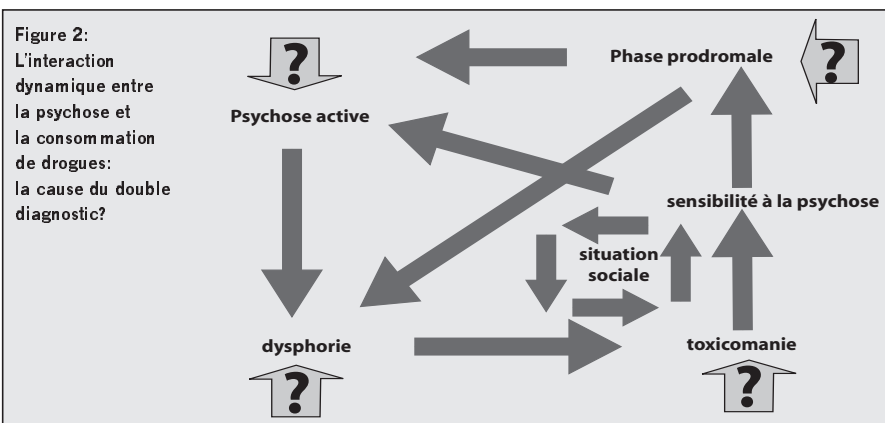 Figure 2:
L'interaction
dynamique entre
la psychose et
la consommation
de drogues:
la cause du double
diagnostic?
?
Phase prodromale
?
Psychose active
sensibilité à la psychose
situation
sociale
dysphorie
toxicomanie
?
?